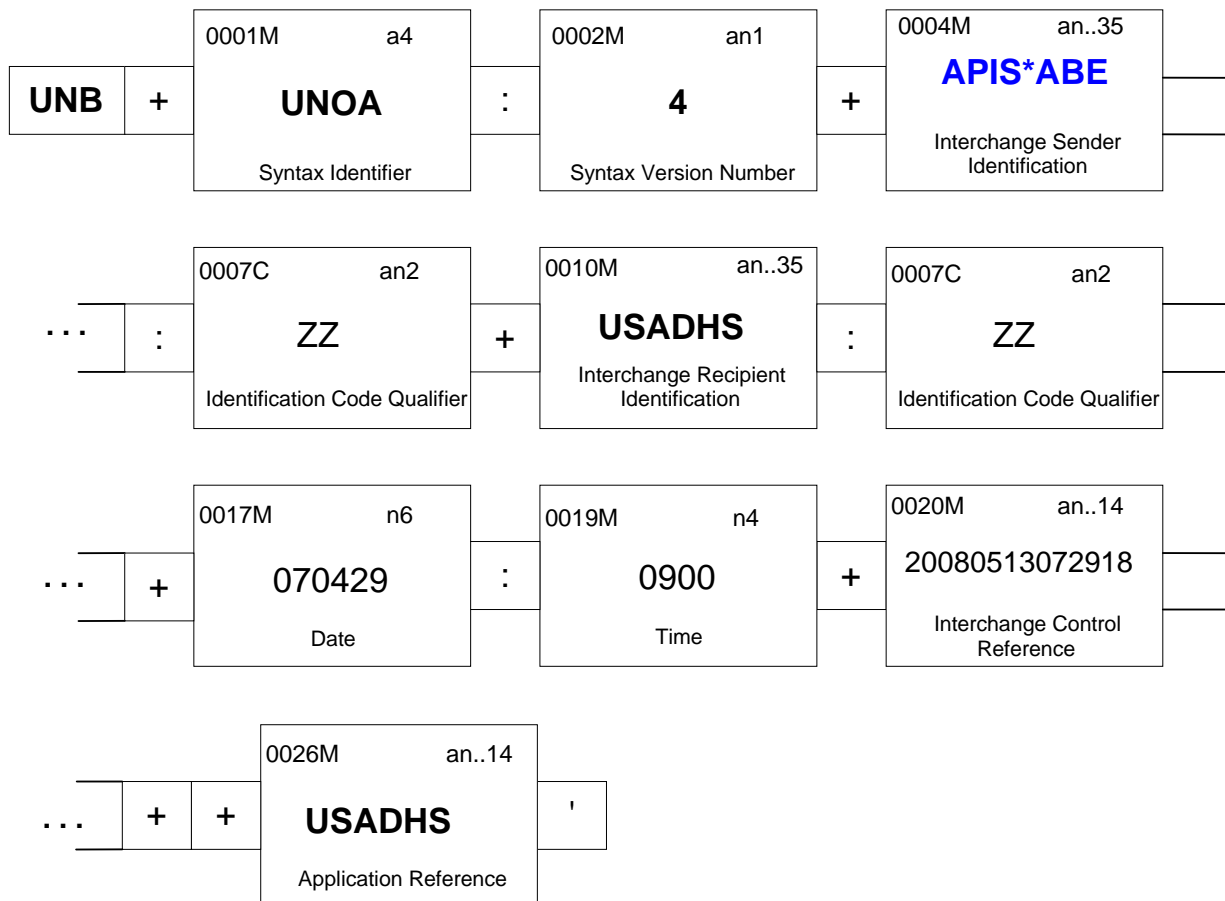 0001M a4 0002M an1 0004M an..35
UNB + UNOA : 4 + APIS*ABE
Syntax Identifier Syntax Version Number Interchange Sender
Identification
0007C an2 0010M an..35 0007C an2
... : ZZ + USADHS : ZZ
Identification Code Qualifier Interchange Recipient Identification Code Qualifier
Identification
0017M n6 0019M n4 0020M an..14
... + 070429 : 0900 + 20080513072918
Date Time Interchange Control
Reference
0026M an..14
... + + USADHS '
Application Reference